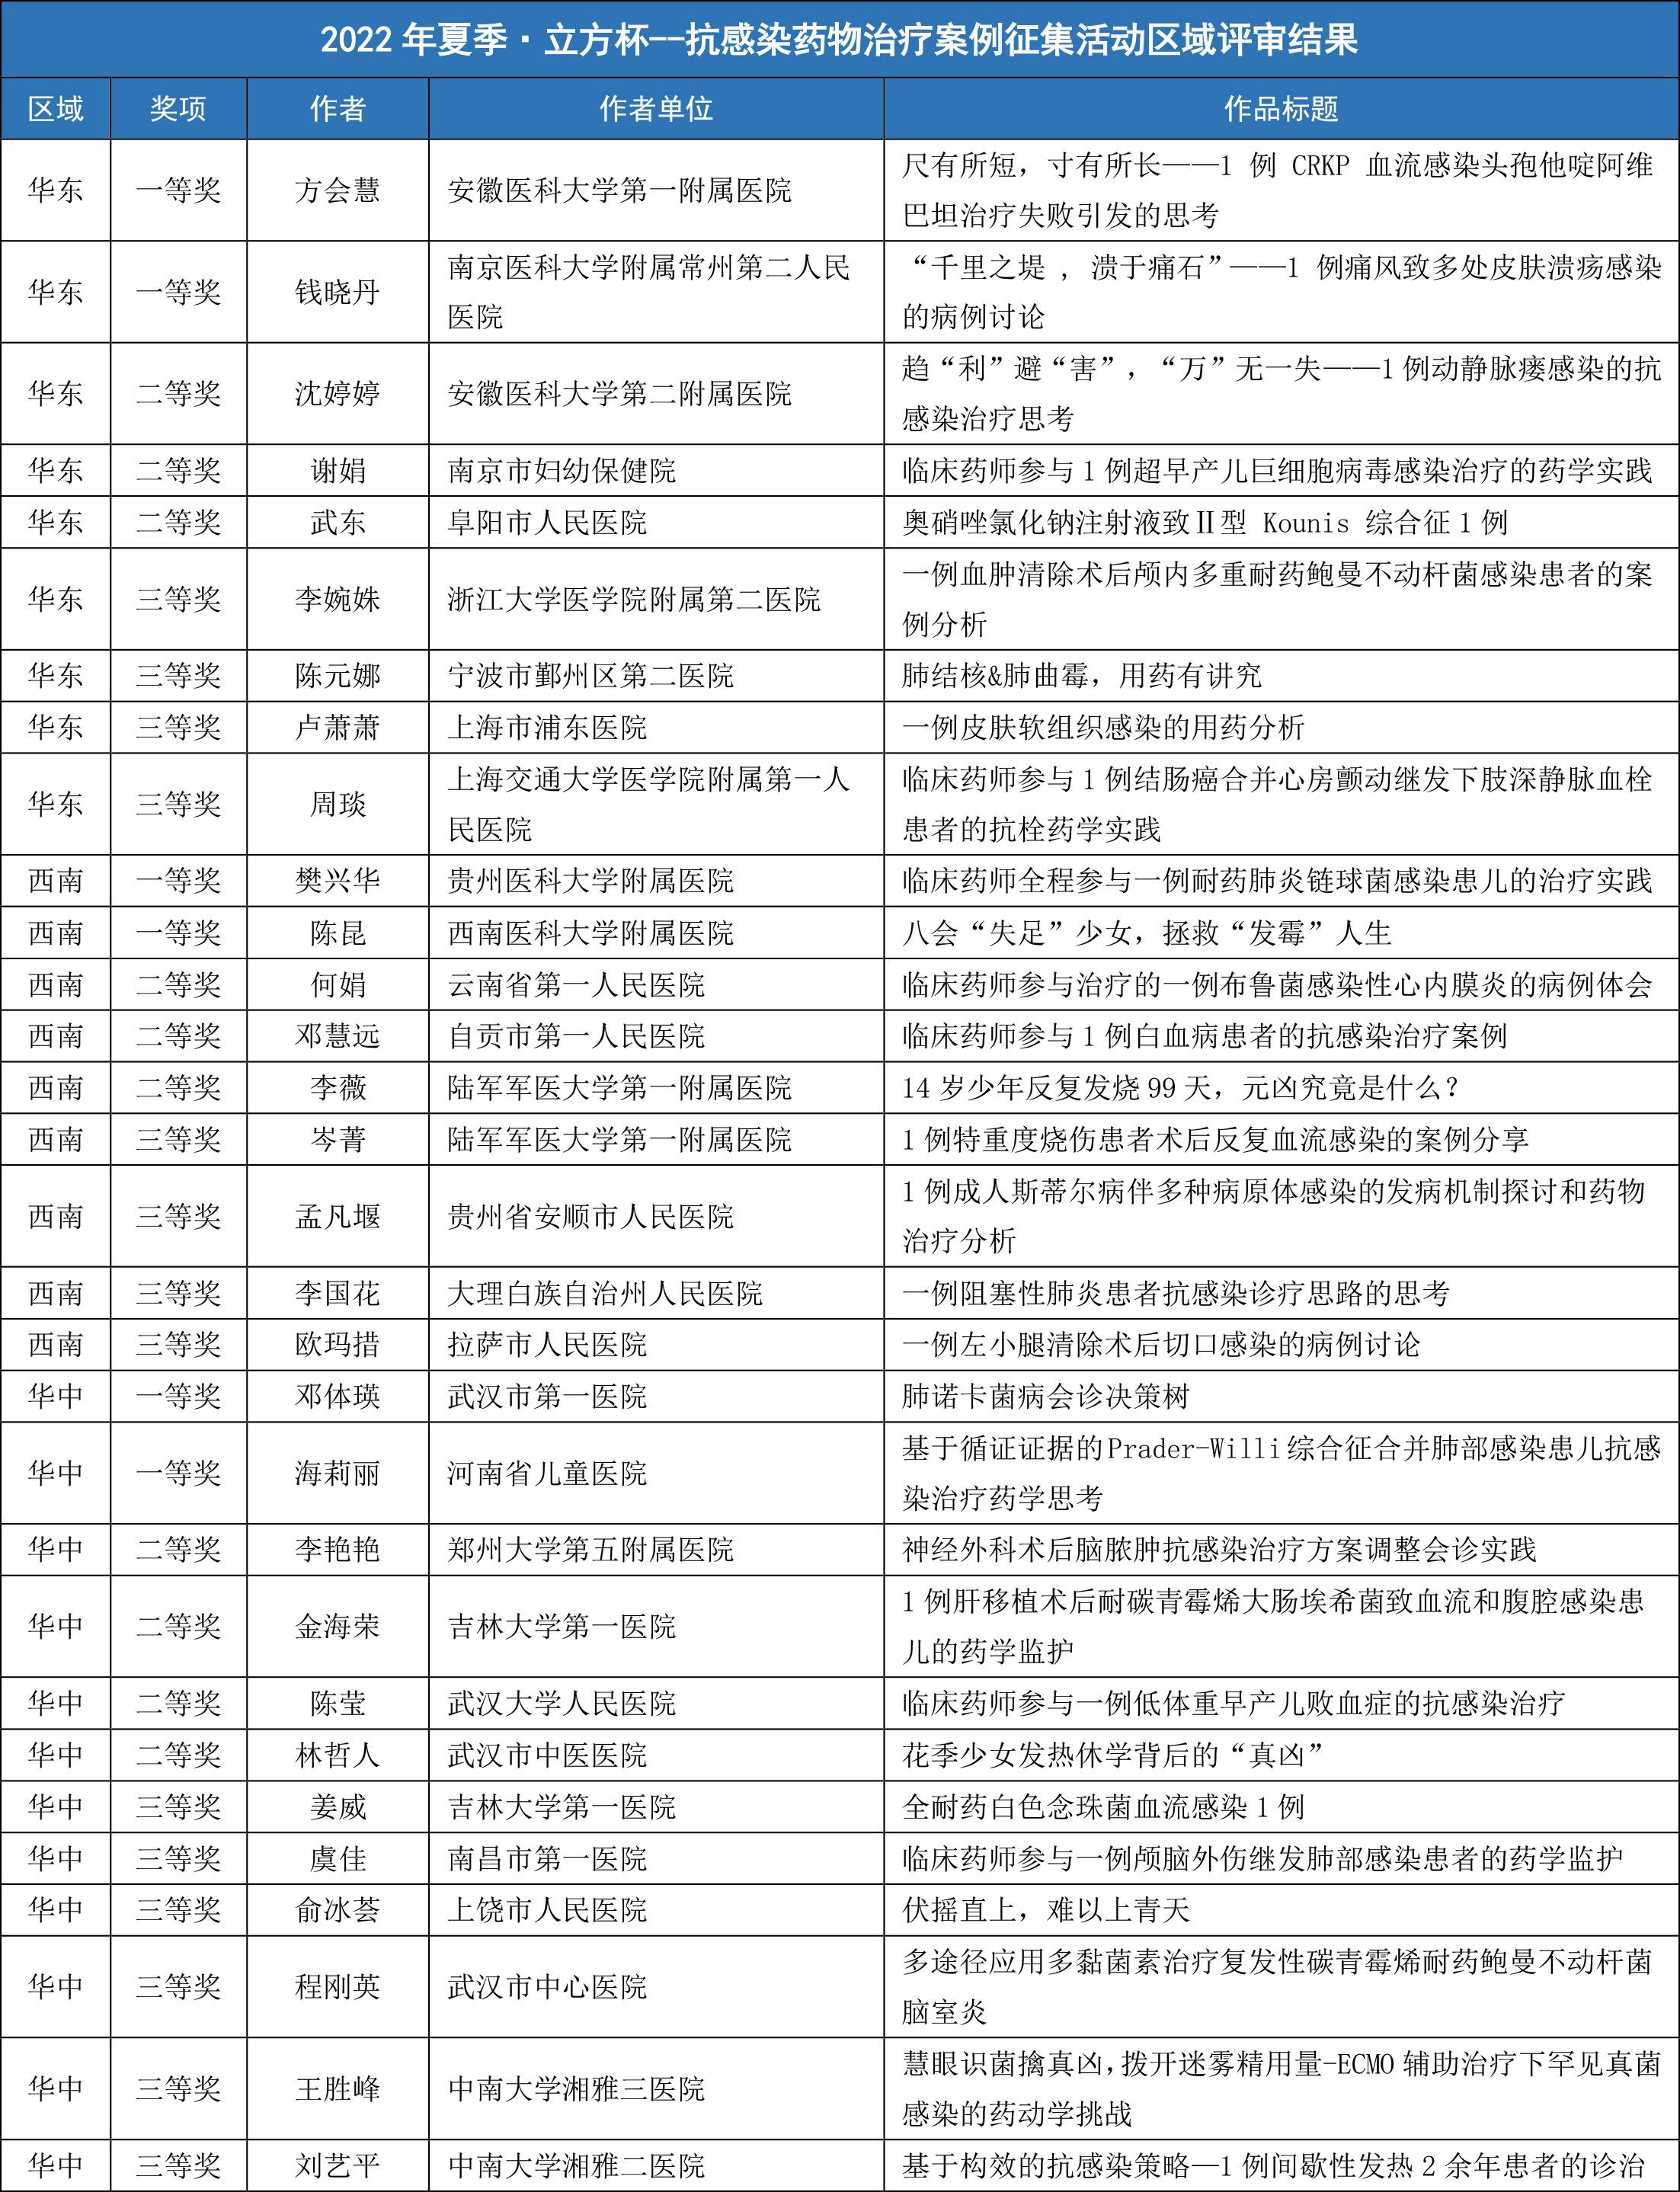 2022年夏季·立方杯--抗感染药物治疗案例征集活动区域评审结果
区域 奖项 作者 作者单位 作品标题
华东 一等奖 方会慧 安徽医科大学第一附属医院 尺有所短，寸有所长——1 例 CRKP 血流感染头孢他啶阿维
巴坦治疗失败引发的思考
华东 一等奖 钱晓丹 南京医科大学附属常州第二人民
医院
“千里之堤 , 溃于痛石”——1 例痛风致多处皮肤溃疡感染
的病例讨论
华东 二等奖 沈婷婷 安徽医科大学第二附属医院 趋“利”避“害”，“万”无一失——1例动静脉瘘感染的抗
感染治疗思考
华东 二等奖 谢娟 南京市妇幼保健院 临床药师参与1例超早产儿巨细胞病毒感染治疗的药学实践
华东 二等奖 武东 阜阳市人民医院 奥硝唑氯化钠注射液致Ⅱ型 Kounis 综合征1例
华东 三等奖 李婉姝 浙江大学医学院附属第二医院 一例血肿清除术后颅内多重耐药鲍曼不动杆菌感染患者的案
例分析
华东 三等奖 陈元娜 宁波市鄞州区第二医院 肺结核&肺曲霉，用药有讲究
华东 三等奖 卢萧萧 上海市浦东医院 一例皮肤软组织感染的用药分析
华东 三等奖 周琰 上海交通大学医学院附属第一人
民医院
临床药师参与1例结肠癌合并心房颤动继发下肢深静脉血栓
患者的抗栓药学实践
西南 一等奖 樊兴华 贵州医科大学附属医院 临床药师全程参与一例耐药肺炎链球菌感染患儿的治疗实践
西南 一等奖 陈昆 西南医科大学附属医院 八会“失足”少女，拯救“发霉”人生
西南 二等奖 何娟 云南省第一人民医院 临床药师参与治疗的一例布鲁菌感染性心内膜炎的病例体会
西南 二等奖 邓慧远 自贡市第一人民医院 临床药师参与1例白血病患者的抗感染治疗案例
西南 二等奖 李薇 陆军军医大学第一附属医院 14岁少年反复发烧99天，元凶究竟是什么？
西南 三等奖 岑菁 陆军军医大学第一附属医院 1例特重度烧伤患者术后反复血流感染的案例分享
西南 三等奖 孟凡堰 贵州省安顺市人民医院 1例成人斯蒂尔病伴多种病原体感染的发病机制探讨和药物
治疗分析
西南 三等奖 李国花 大理白族自治州人民医院 一例阻塞性肺炎患者抗感染诊疗思路的思考
西南 三等奖 欧玛措 拉萨市人民医院 一例左小腿清除术后切口感染的病例讨论
华中 一等奖 邓体瑛 武汉市第一医院 肺诺卡菌病会诊决策树
华中 一等奖 海莉丽 河南省儿童医院 基于循证证据的Prader-Willi综合征合并肺部感染患儿抗感
染治疗药学思考
华中 二等奖 李艳艳 郑州大学第五附属医院 神经外科术后脑脓肿抗感染治疗方案调整会诊实践
华中 二等奖 金海荣 吉林大学第一医院 1例肝移植术后耐碳青霉烯大肠埃希菌致血流和腹腔感染患
儿的药学监护
华中 二等奖 陈莹 武汉大学人民医院 临床药师参与一例低体重早产儿败血症的抗感染治疗
华中 二等奖 林哲人 武汉市中医医院 花季少女发热休学背后的“真凶”
华中 三等奖 姜威 吉林大学第一医院 全耐药白色念珠菌血流感染1例
华中 三等奖 虞佳 南昌市第一医院 临床药师参与一例颅脑外伤继发肺部感染患者的药学监护
华中 三等奖 俞冰荟 上饶市人民医院 伏摇直上，难以上青天
华中 三等奖 程刚英 武汉市中心医院 多途径应用多黏菌素治疗复发性碳青霉烯耐药鲍曼不动杆菌
脑室炎
华中 三等奖 王胜峰 中南大学湘雅三医院 慧眼识菌擒真凶,拨开迷雾精用量-ECMO辅助治疗下罕见真菌
感染的药动学挑战
华中 三等奖 刘艺平 中南大学湘雅二医院 基于构效的抗感染策略—1例间歇性发热2余年患者的诊治